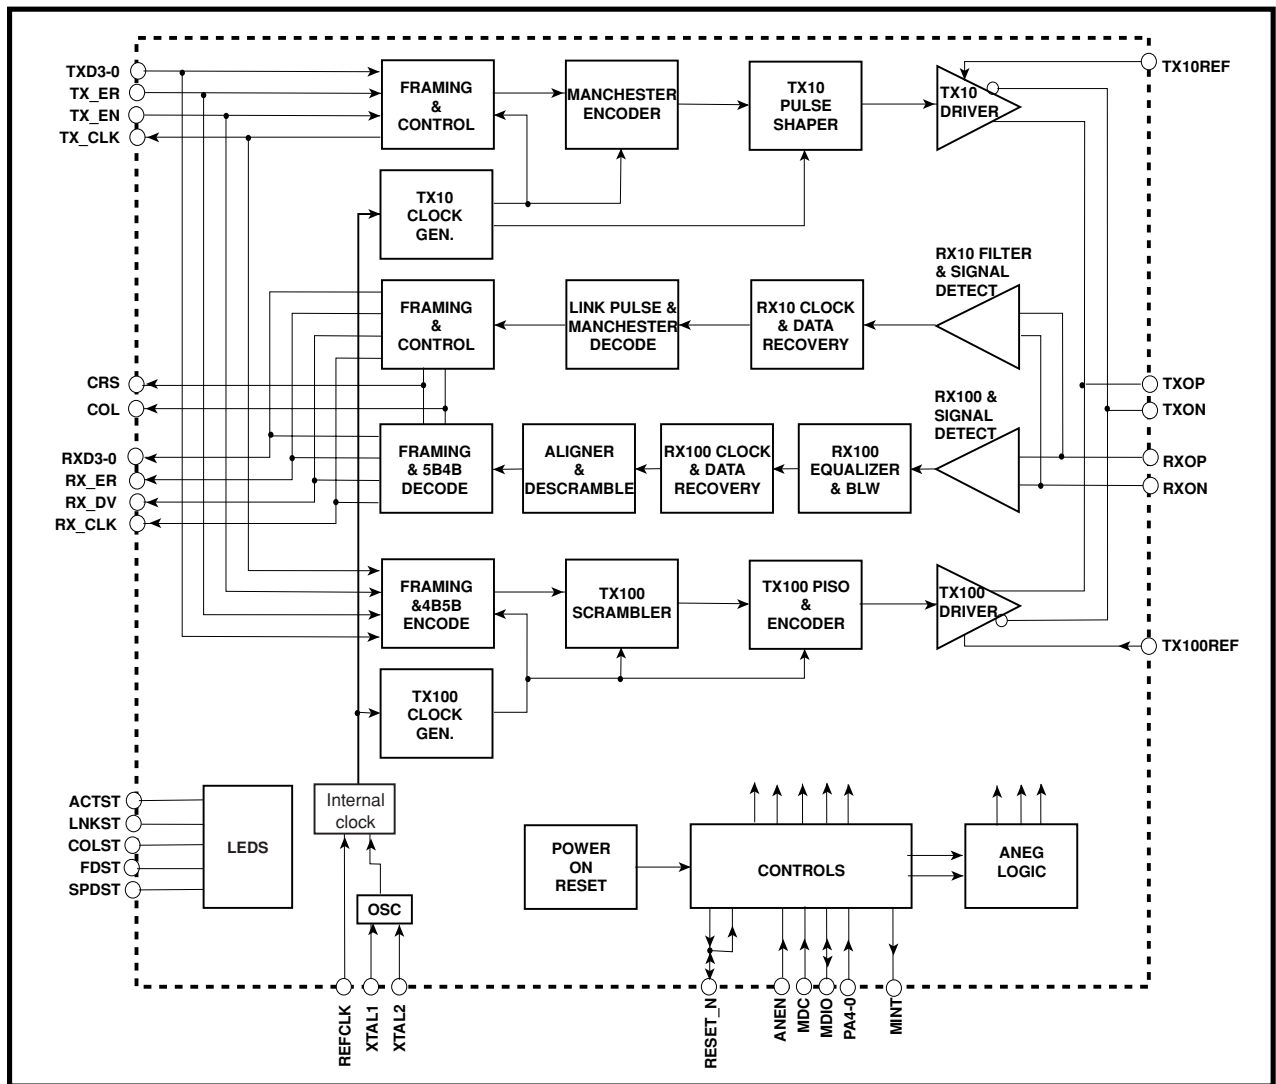 TXD3-0
TX_ER
TX_EN
TX_CLK
FRAMING
&
CONTROL
MANCHESTER
ENCODER
TX10
PULSE
SHAPER
TX10
DRIVER
TX10REF
TX10
CLOCK
GEN.
RX10 FILTER
& SIGNAL
DETECT
FRAMING
&
CONTROL
LINK PULSE &
MANCHESTER
DECODE
RX10 CLOCK
& DATA
RECOVERY
CRS
COL
TXOP
TXON
RX100 &
SIGNAL
DETECT
RXD3-0
RX_ER
RX_DV
RX_CLK
FRAMING
& 5B4B
DECODE
ALIGNER
&
DESCRAMBLE
RX100 CLOCK
& DATA
RECOVERY
RX100
EQUALIZER
& BLW
RXOP
RXON
FRAMING
&4B5B
ENCODE
TX100
SCRAMBLER
TX100 PISO
&
ENCODER
TX100
DRIVER
TX100REF
TX100
CLOCK
GEN.
ACTST
LNKST
COLST
FDST
SPDST
LEDS
Internal
clock
OSC
POWER
ON
RESET
CONTROLS
ANEG
LOGIC
REFCLK
XTAL1
XTAL2
RESET_N
ANEN
MDC
MDIO
PA4-0
MINT